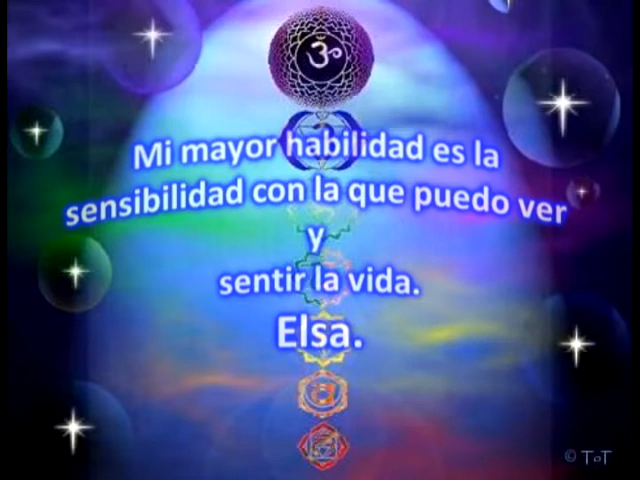 Mi mayor habilidad es la
sensibilidad con la que puedo ver
y
sentir la vida.
Elsa.
© ToT